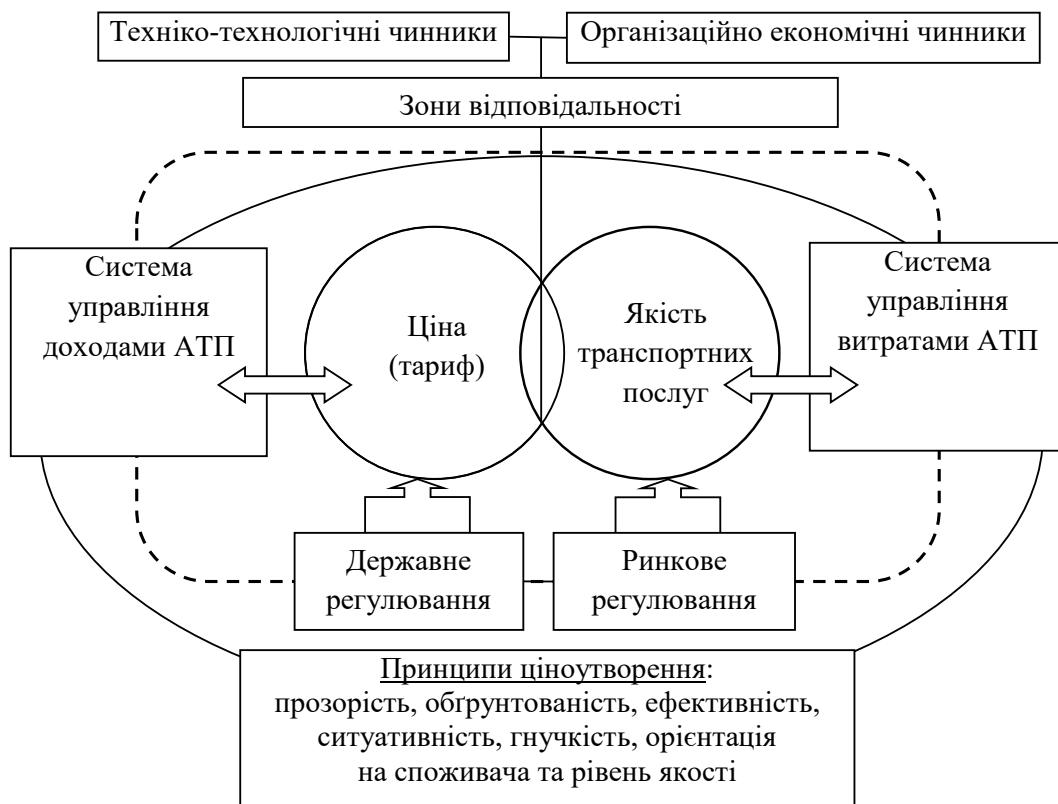 Техніко-технологічні чинники
Організаційно економічні чинники
Зони відповідальності
Система
управління
доходами АТП
Ціна
(тариф)
Якість
транспортних
послуг
Система
управління
витратами АТП
Державне
регулювання
Ринкове
регулювання
Принципи ціноутворення:
прозорість, обґрунтованість, ефективність,
ситуативність, гнучкість, орієнтація
на споживача та рівень якості